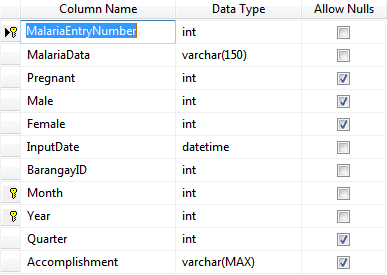 Column Name Data Type Allow Nulls
MalariaEntryNumber int
MalariaData varchar(150)
Pregnant int
Male int
Female int
InputDate datetime
BarangayID int
Month int
Year int
Quarter int
Accomplishment varchar(MAX)